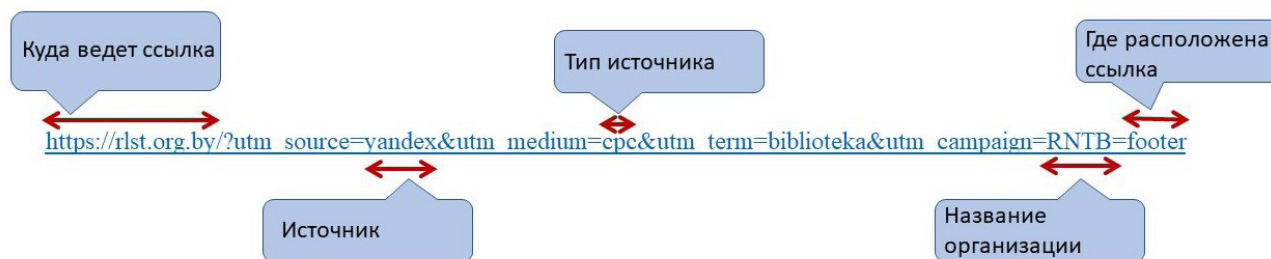 Куда ведет ссылка
Тип источника
Где расположена
ссылка
https://rlst.org.by/?utm_source=yandex&utm_medium=cpc&utm_term=biblioteka&utm_campaign=RNTB=footer
Источник
Название
организации